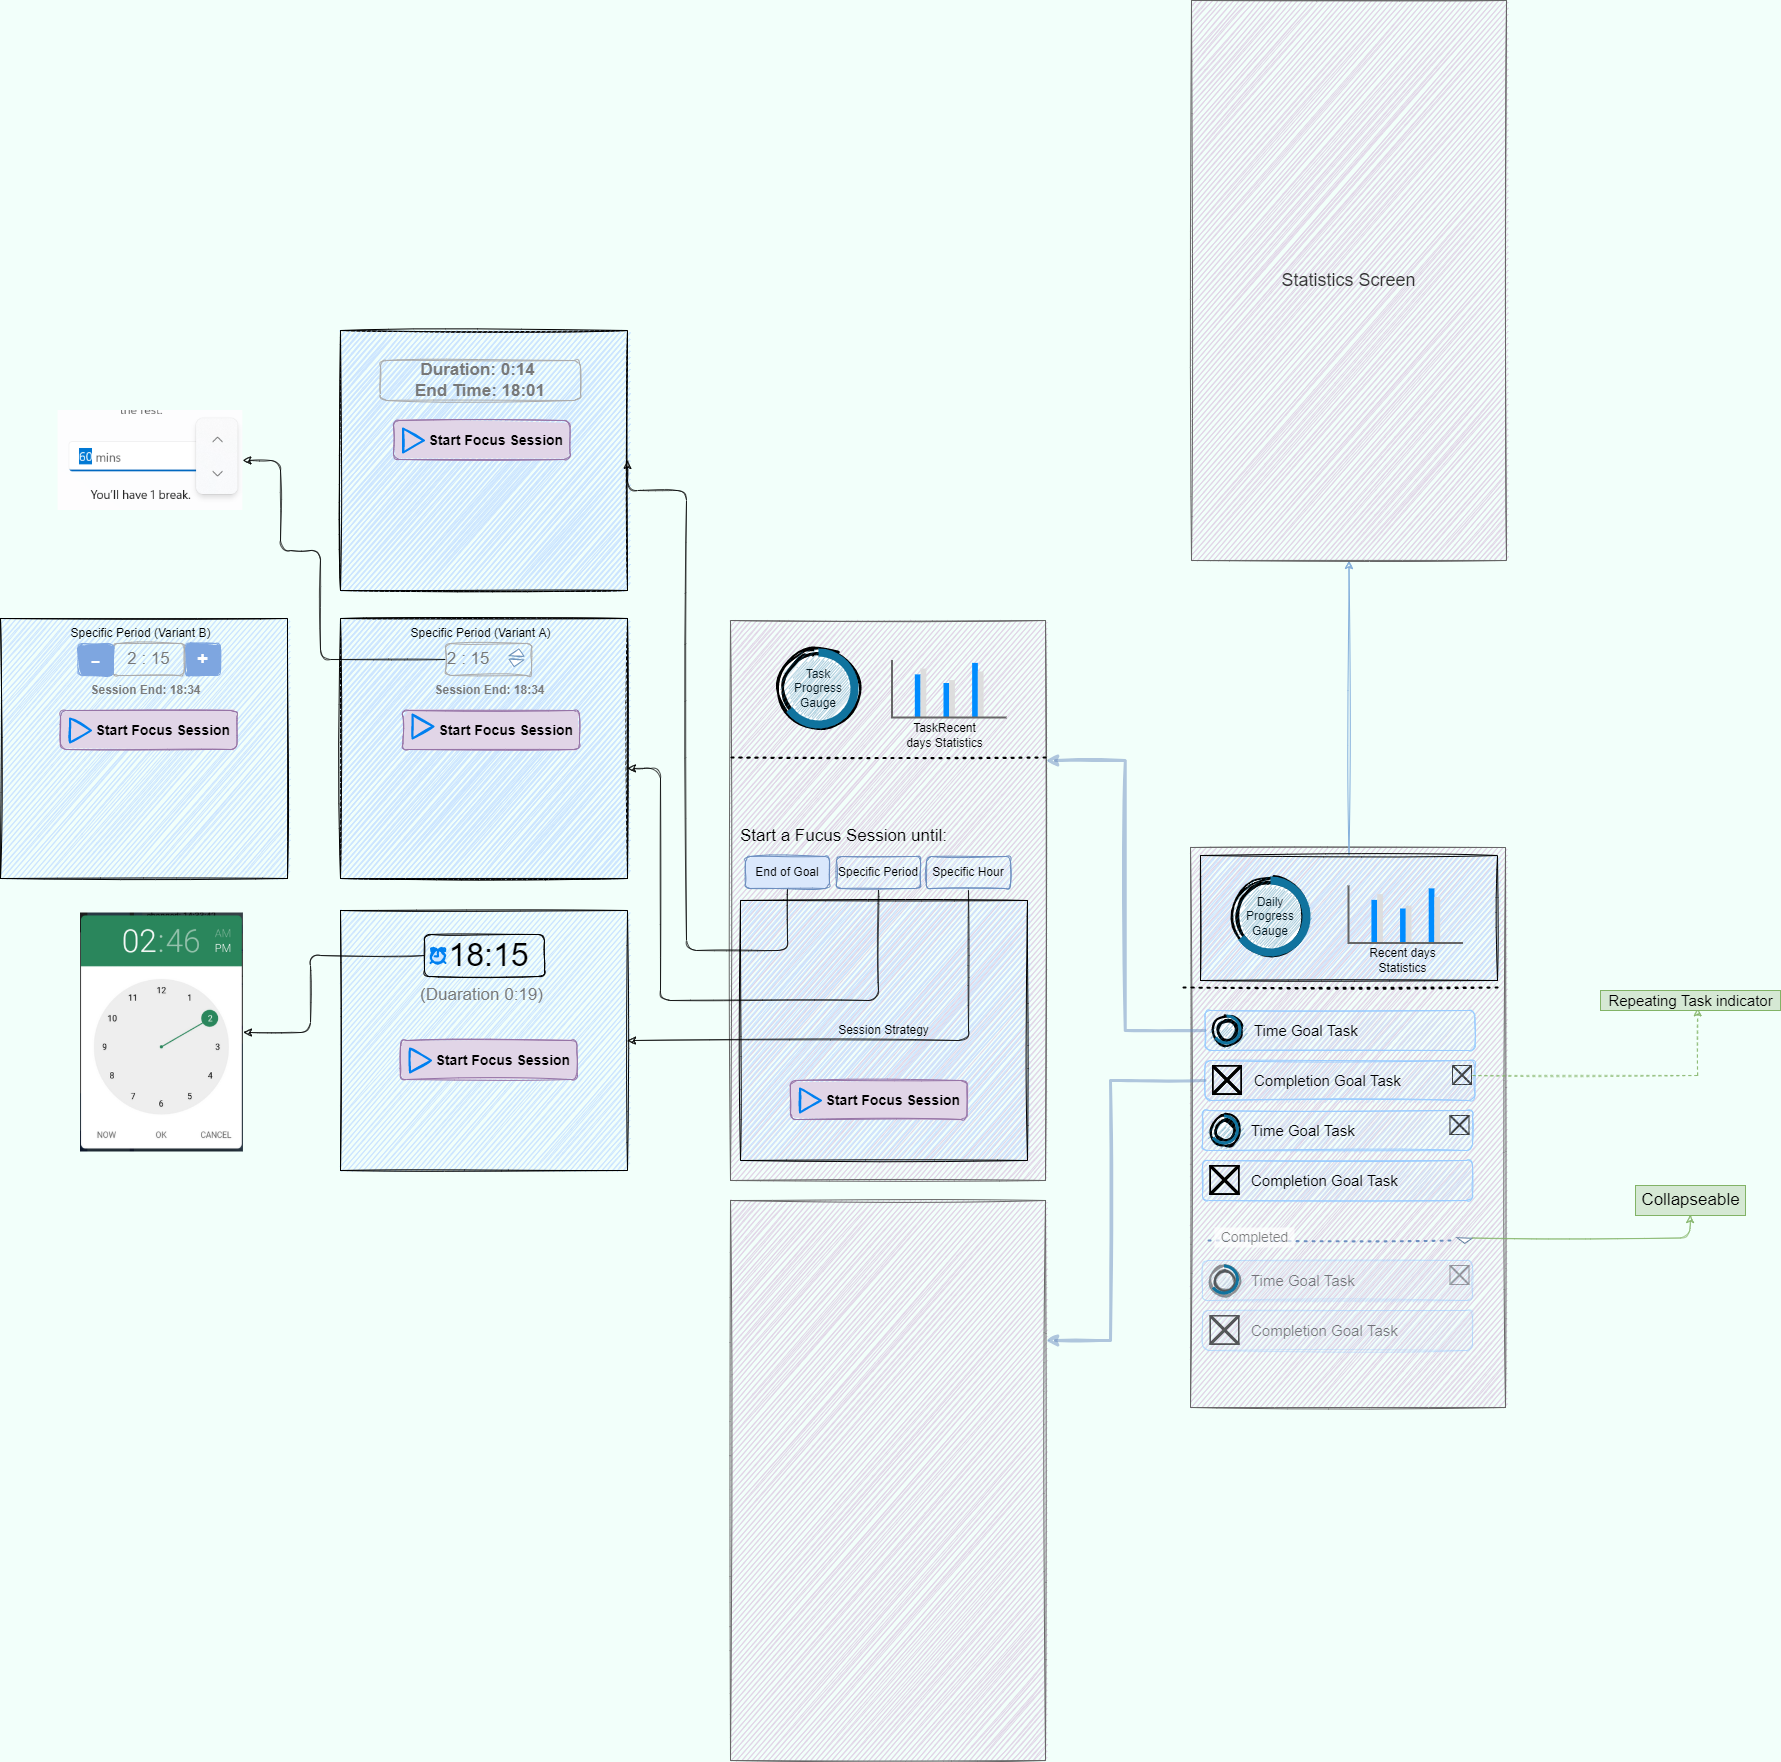 Statistics Screen
Duration: 0:14
End Time: 18:01
Start Focus Session
the rest.
60 mins
You'll have 1 break.
Specific Period (Variant B)
– 2 : 15 +
Session End: 18:34
Start Focus Session
Specific Period (Variant A)
2 : 15
Session End: 18:34
Start Focus Session
Task
Progress
Gauge
TaskRecent
days Statistics
Start a Fucus Session until:
End of Goal
Specific Period
Specific Hour
Session Strategy
Start Focus Session
02:46
AM
PM
12
1
2
3
4
5
6
7
8
9
10
11
NOW
OK
CANCEL
18:15
(Duaration 0:19)
Start Focus Session
Daily
Progress
Gauge
Recent days
Statistics
Time Goal Task
Completion Goal Task
Time Goal Task
Completion Goal Task
Completed
Time Goal Task
Completion Goal Task
Repeating Task indicator
Collapseable